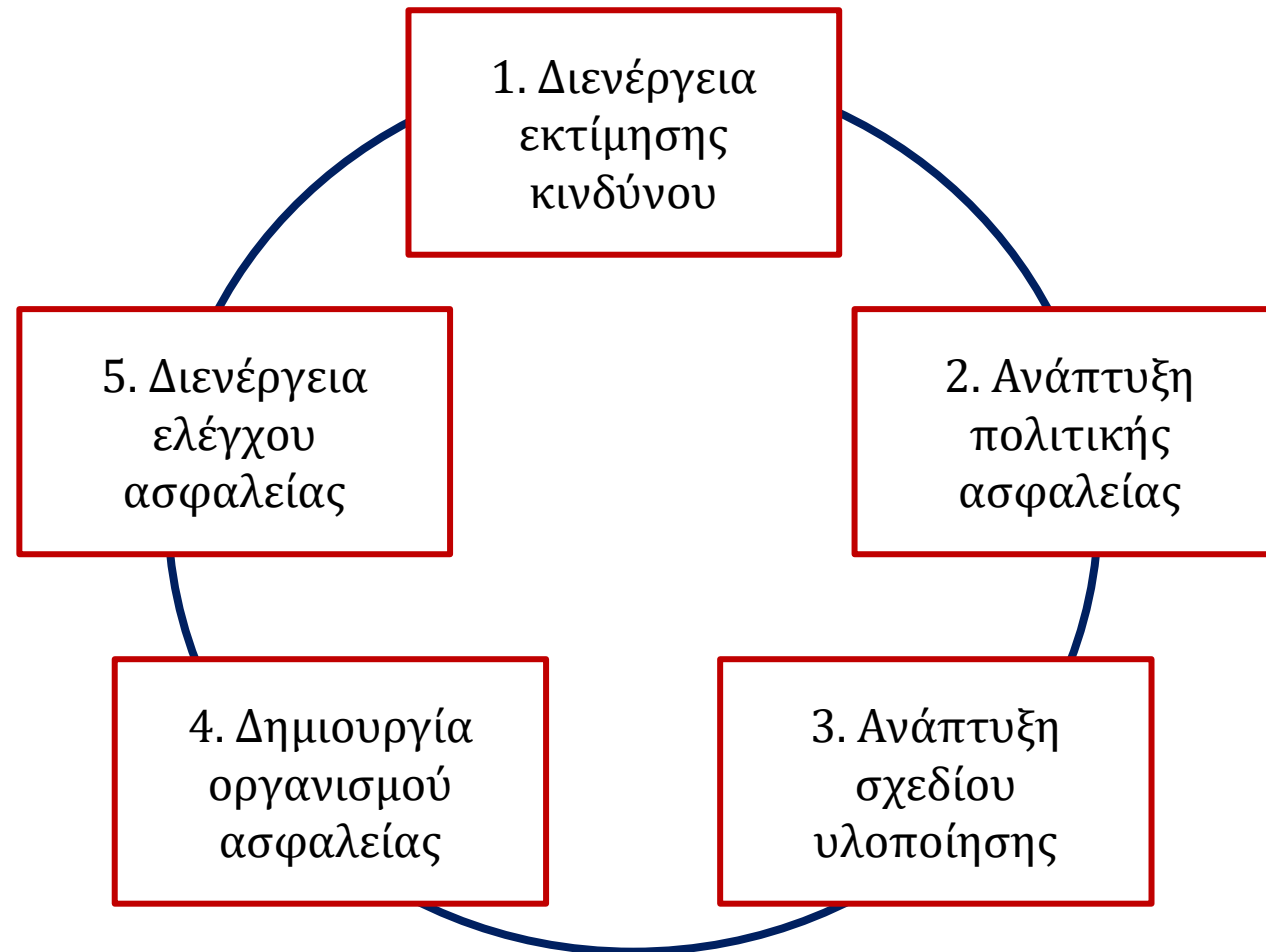 1. Διενέργεια
εκτίμησης
κινδύνου
2. Ανάπτυξη
πολιτικής
ασφαλείας
3. Ανάπτυξη
σχεδίου
υλοποίησης
4. Δημιουργία
οργανισμού
ασφαλείας
5. Διενέργεια
ελέγχου
ασφαλείας